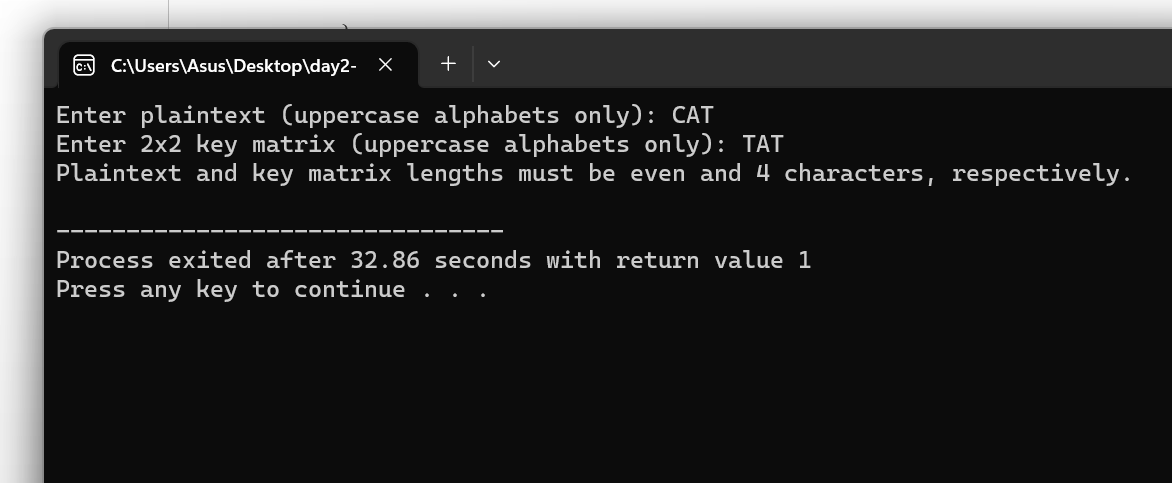 C:\Users\Asus\Desktop\day2-
Enter plaintext (uppercase alphabets only): CAT
Enter 2x2 key matrix (uppercase alphabets only): TAT
Plaintext and key matrix lengths must be even and 4 characters, respectively.
--------------------------------
Process exited after 32.86 seconds with return value 1
Press any key to continue . . .